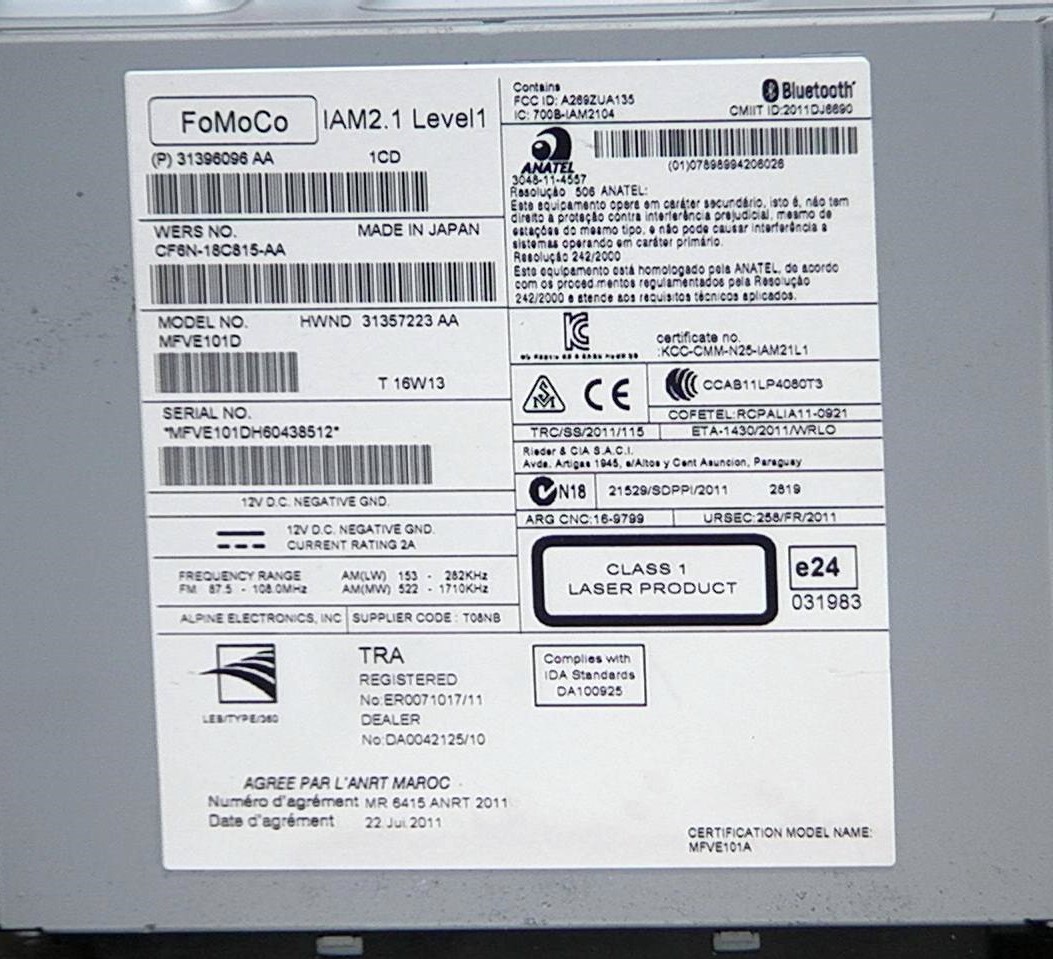 FoMoCo IAM2.1 Level1
(P) 31396096 AA 1CD
WERS NO. MADE IN JAPAN
CF6N-18C815-AA
MODEL NO. HWND 31357223 AA
MFVE101D
T 16W13
SERIAL NO.
*MFVE101DH60438512*
12V D.C. NEGATIVE GND.
12V D.C. NEGATIVE GND.
CURRENT RATING 2A
FREQUENCY RANGE AM(LW) 153 - 282KHz
FM 87.5 - 108.0MHz AM(MW) 522 - 1710KHz
ALPINE ELECTRONICS, INC SUPPLIER CODE : T08NB
Contains
FCC ID: A269ZUA135
IC: 700B-IAM2104
Bluetooth
CMIIT ID:2011DJ6690
ANATEL
3048-11-4557
(01)07898994206026
Resolução 506 ANATEL:
Este equipamento opera em caráter secundário, isto é, não tem
direito a proteção contra interferência prejudicial, mesmo de
estações do mesmo tipo, e não pode causar interferência a
sistemas operando em caráter primário.
Resolução 242/2000
Este equipamento está homologado pela ANATEL, de acordo
com os procedimentos regulamentados pela Resolução
242/2000 e atende aos requisitos técnicos aplicados.
certificate no.
:KCC-CMM-N25-IAM21L1
CE CCAB11LP4080T3
COFETEL:RCPALIA11-0921
TRC/SS/2011/115 ETA-1430/2011/WRLO
Rieder & CIA S.A.C.I.
Avda. Artigas 1945, e/Altos y Cent Asuncion, Paraguay
N18 21529/SDPPI/2011 2819
ARG CNC:16-9799 URSEC:258/FR/2011
CLASS 1
LASER PRODUCT
e24
031983
LEB/TYPE/360
TRA
REGISTERED
No:ER0071017/11
DEALER
No:DA0042125/10
Complies with
IDA Standards
DA100925
AGREE PAR L'ANRT MAROC
Numéro d'agrément MR 6415 ANRT 2011
Date d'agrément 22 Jui 2011
CERTIFICATION MODEL NAME:
MFVE101A